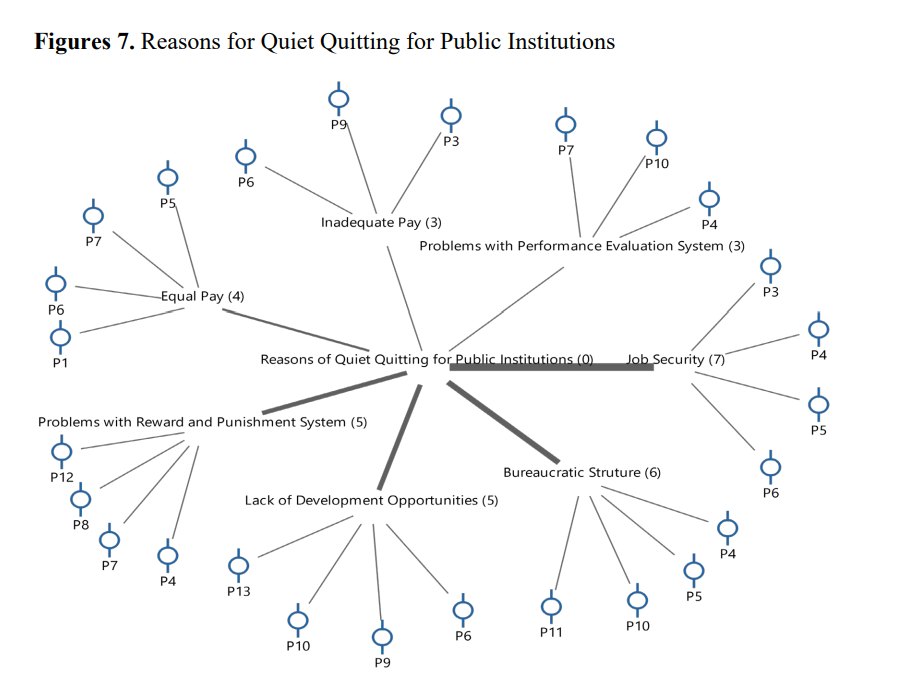 Figures 7. Reasons for Quiet Quitting for Public Institutions
P9
P3
P7
P10
P6
P5
P4
Inadequate Pay (3)
P7
Problems with Performance Evaluation System (3)
P3
Equal Pay (4)
P6
P1
Reasons of Quiet Quitting for Public Institutions (0)
Job Security (7)
P4
Problems with Reward and Punishment System (5)
P5
P12
Bureaucratic Struture (6)
P6
Lack of Development Opportunities (5)
P8
P4
P7
P4
P13
P5
P10
P9
P6
P11
P10